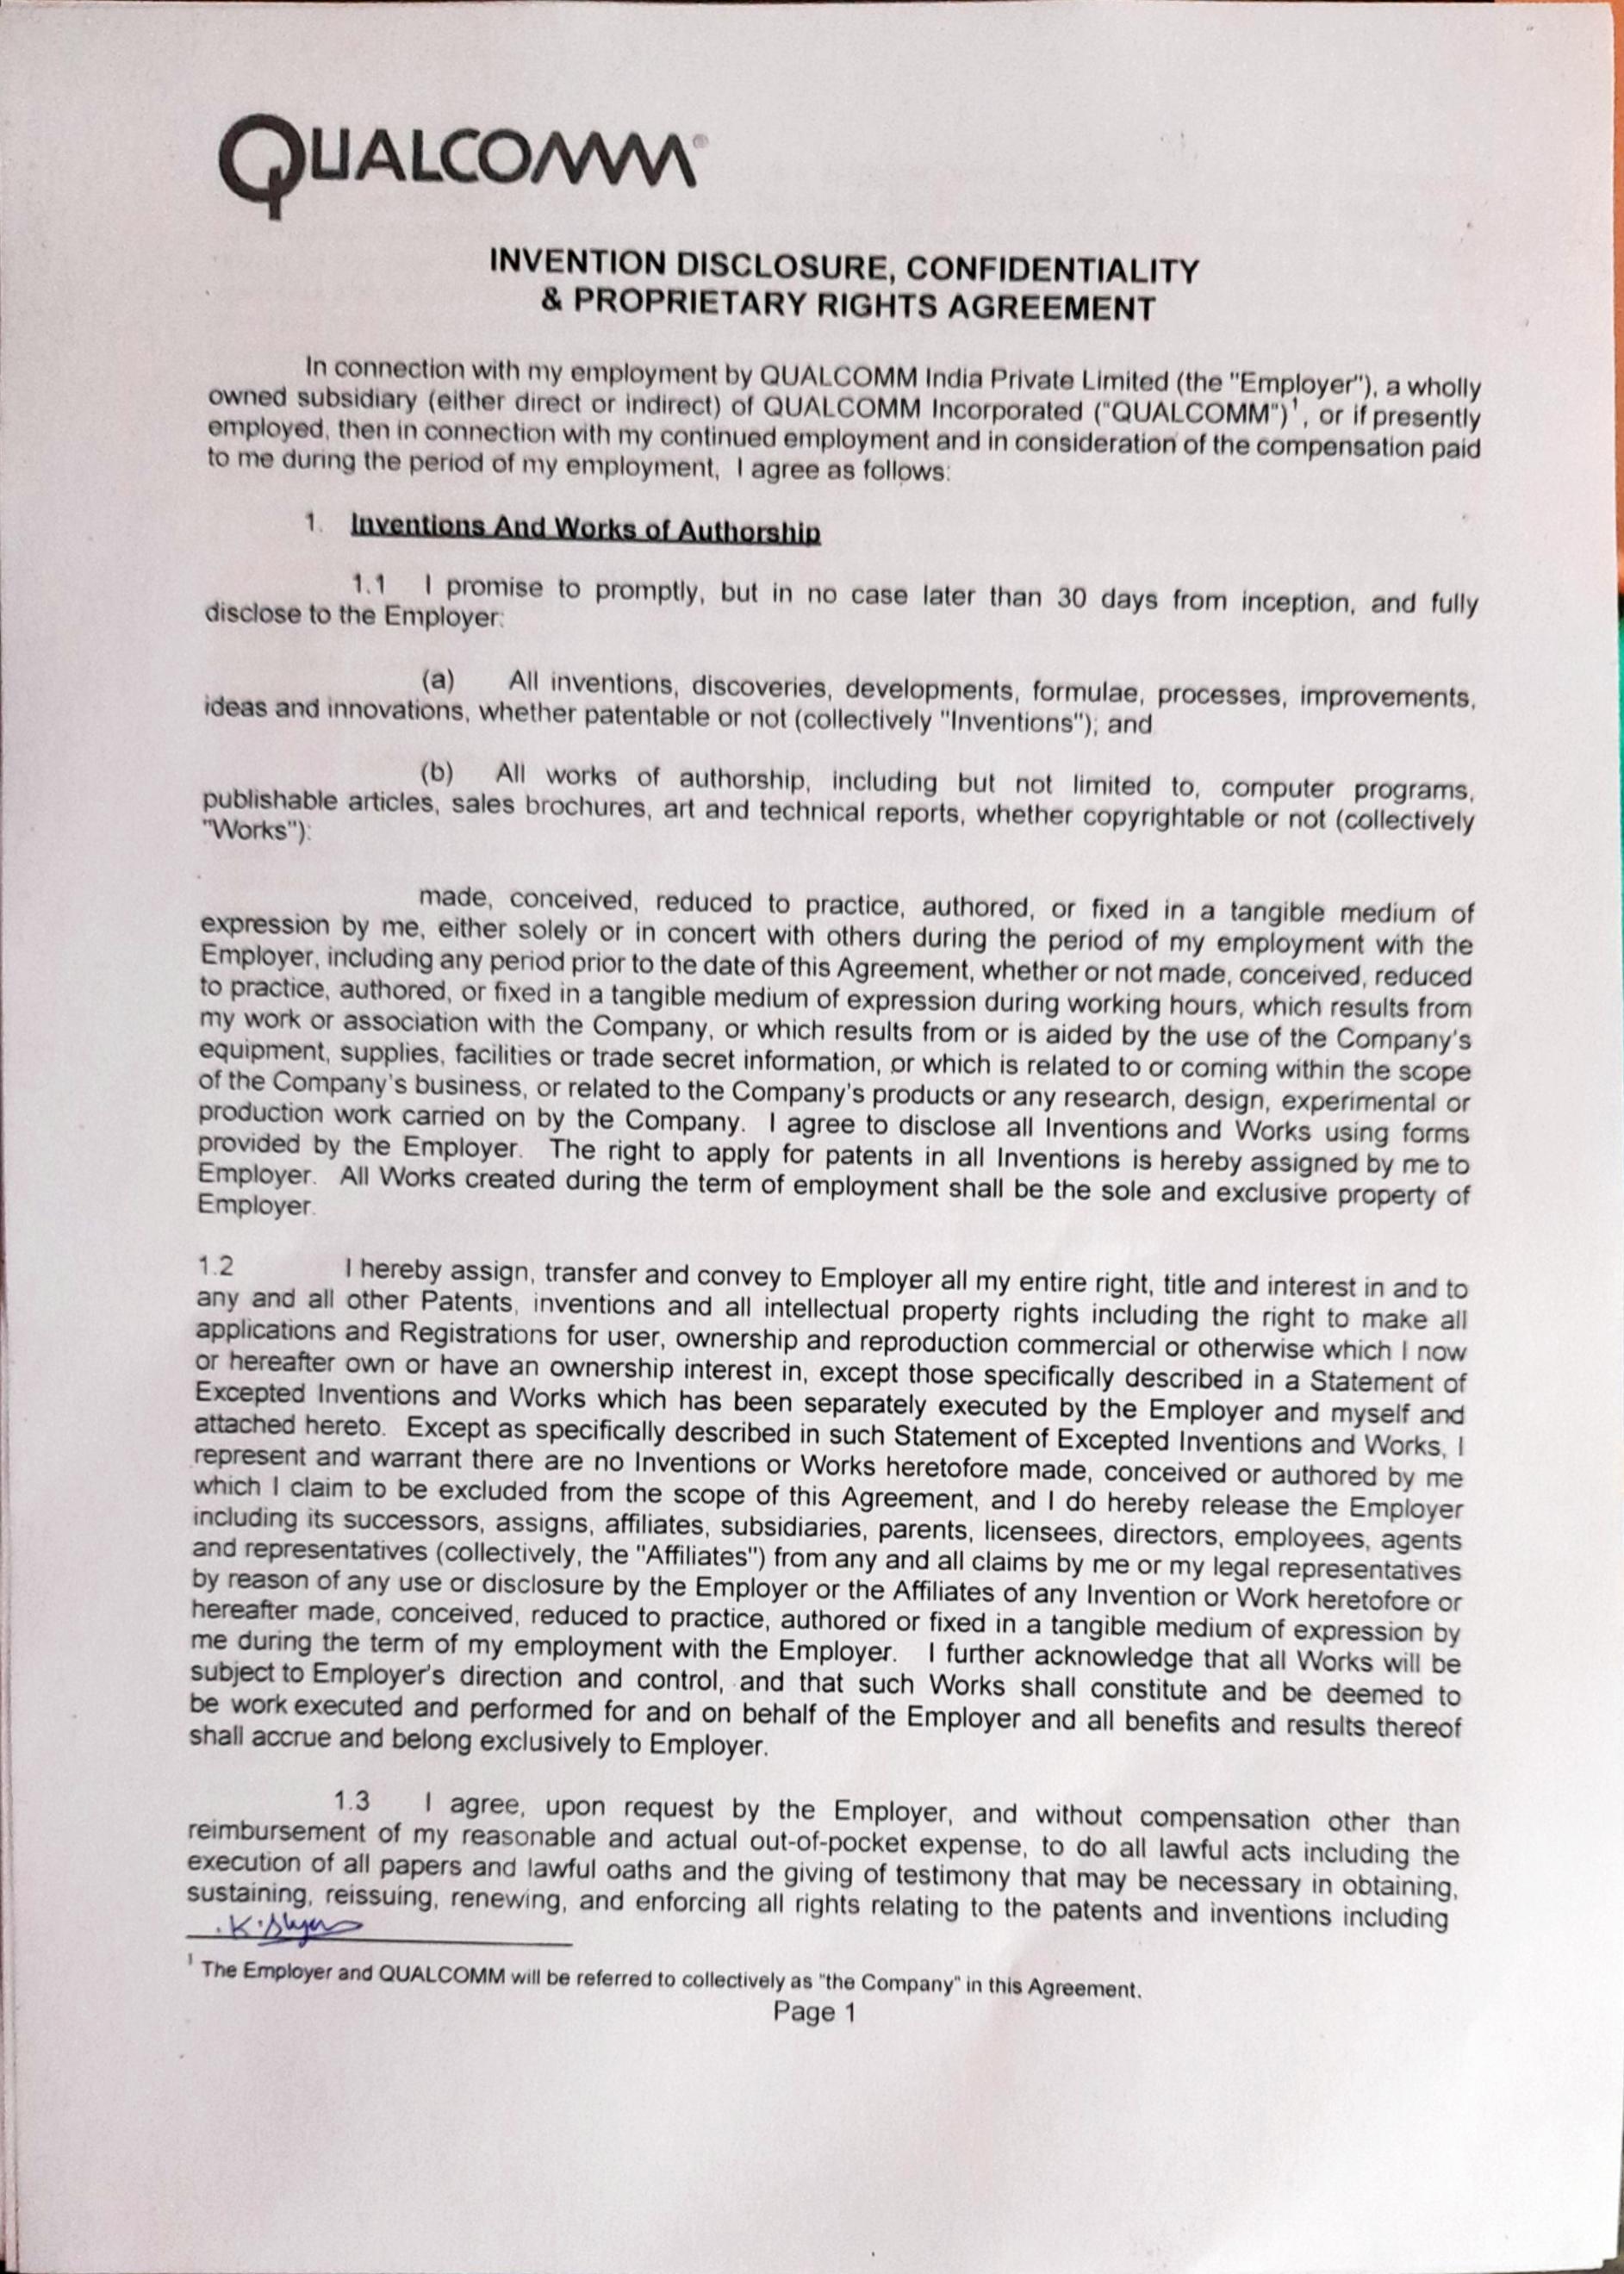 QUALCOMM®
INVENTION DISCLOSURE, CONFIDENTIALITY
& PROPRIETARY RIGHTS AGREEMENT
In connection with my employment by QUALCOMM India Private Limited (the "Employer"), a wholly
owned subsidiary (either direct or indirect) of QUALCOMM Incorporated ("QUALCOMM")¹, or if presently
employed, then in connection with my continued employment and in consideration of the compensation paid
to me during the period of my employment, I agree as follows:
1. Inventions And Works of Authorship
1.1 I promise to promptly, but in no case later than 30 days from inception, and fully
disclose to the Employer:
(a) All inventions, discoveries, developments, formulae, processes, improvements,
ideas and innovations, whether patentable or not (collectively "Inventions"); and
(b) All works of authorship, including but not limited to, computer programs,
publishable articles, sales brochures, art and technical reports, whether copyrightable or not (collectively
"Works"):
made, conceived, reduced to practice, authored, or fixed in a tangible medium of
expression by me, either solely or in concert with others during the period of my employment with the
Employer, including any period prior to the date of this Agreement, whether or not made, conceived, reduced
to practice, authored, or fixed in a tangible medium of expression during working hours, which results from
my work or association with the Company, or which results from or is aided by the use of the Company's
equipment, supplies, facilities or trade secret information, or which is related to or coming within the scope
of the Company's business, or related to the Company's products or any research, design, experimental or
production work carried on by the Company. I agree to disclose all Inventions and Works using forms
provided by the Employer. The right to apply for patents in all Inventions is hereby assigned by me to
Employer. All Works created during the term of employment shall be the sole and exclusive property of
Employer.
1.2 I hereby assign, transfer and convey to Employer all my entire right, title and interest in and to
any and all other Patents, inventions and all intellectual property rights including the right to make all
applications and Registrations for user, ownership and reproduction commercial or otherwise which I now
or hereafter own or have an ownership interest in, except those specifically described in a Statement of
Excepted Inventions and Works which has been separately executed by the Employer and myself and
attached hereto. Except as specifically described in such Statement of Excepted Inventions and Works, I
represent and warrant there are no Inventions or Works heretofore made, conceived or authored by me
which I claim to be excluded from the scope of this Agreement, and I do hereby release the Employer
including its successors, assigns, affiliates, subsidiaries, parents, licensees, directors, employees, agents
and representatives (collectively, the "Affiliates") from any and all claims by me or my legal representatives
by reason of any use or disclosure by the Employer or the Affiliates of any Invention or Work heretofore or
hereafter made, conceived, reduced to practice, authored or fixed in a tangible medium of expression by
me during the term of my employment with the Employer. I further acknowledge that all Works will be
subject to Employer's direction and control, and that such Works shall constitute and be deemed to
be work executed and performed for and on behalf of the Employer and all benefits and results thereof
shall accrue and belong exclusively to Employer.
1.3 I agree, upon request by the Employer, and without compensation other than
reimbursement of my reasonable and actual out-of-pocket expense, to do all lawful acts including the
execution of all papers and lawful oaths and the giving of testimony that may be necessary in obtaining,
sustaining, reissuing, renewing, and enforcing all rights relating to the patents and inventions including
¹ The Employer and QUALCOMM will be referred to collectively as "the Company" in this Agreement.
Page 1